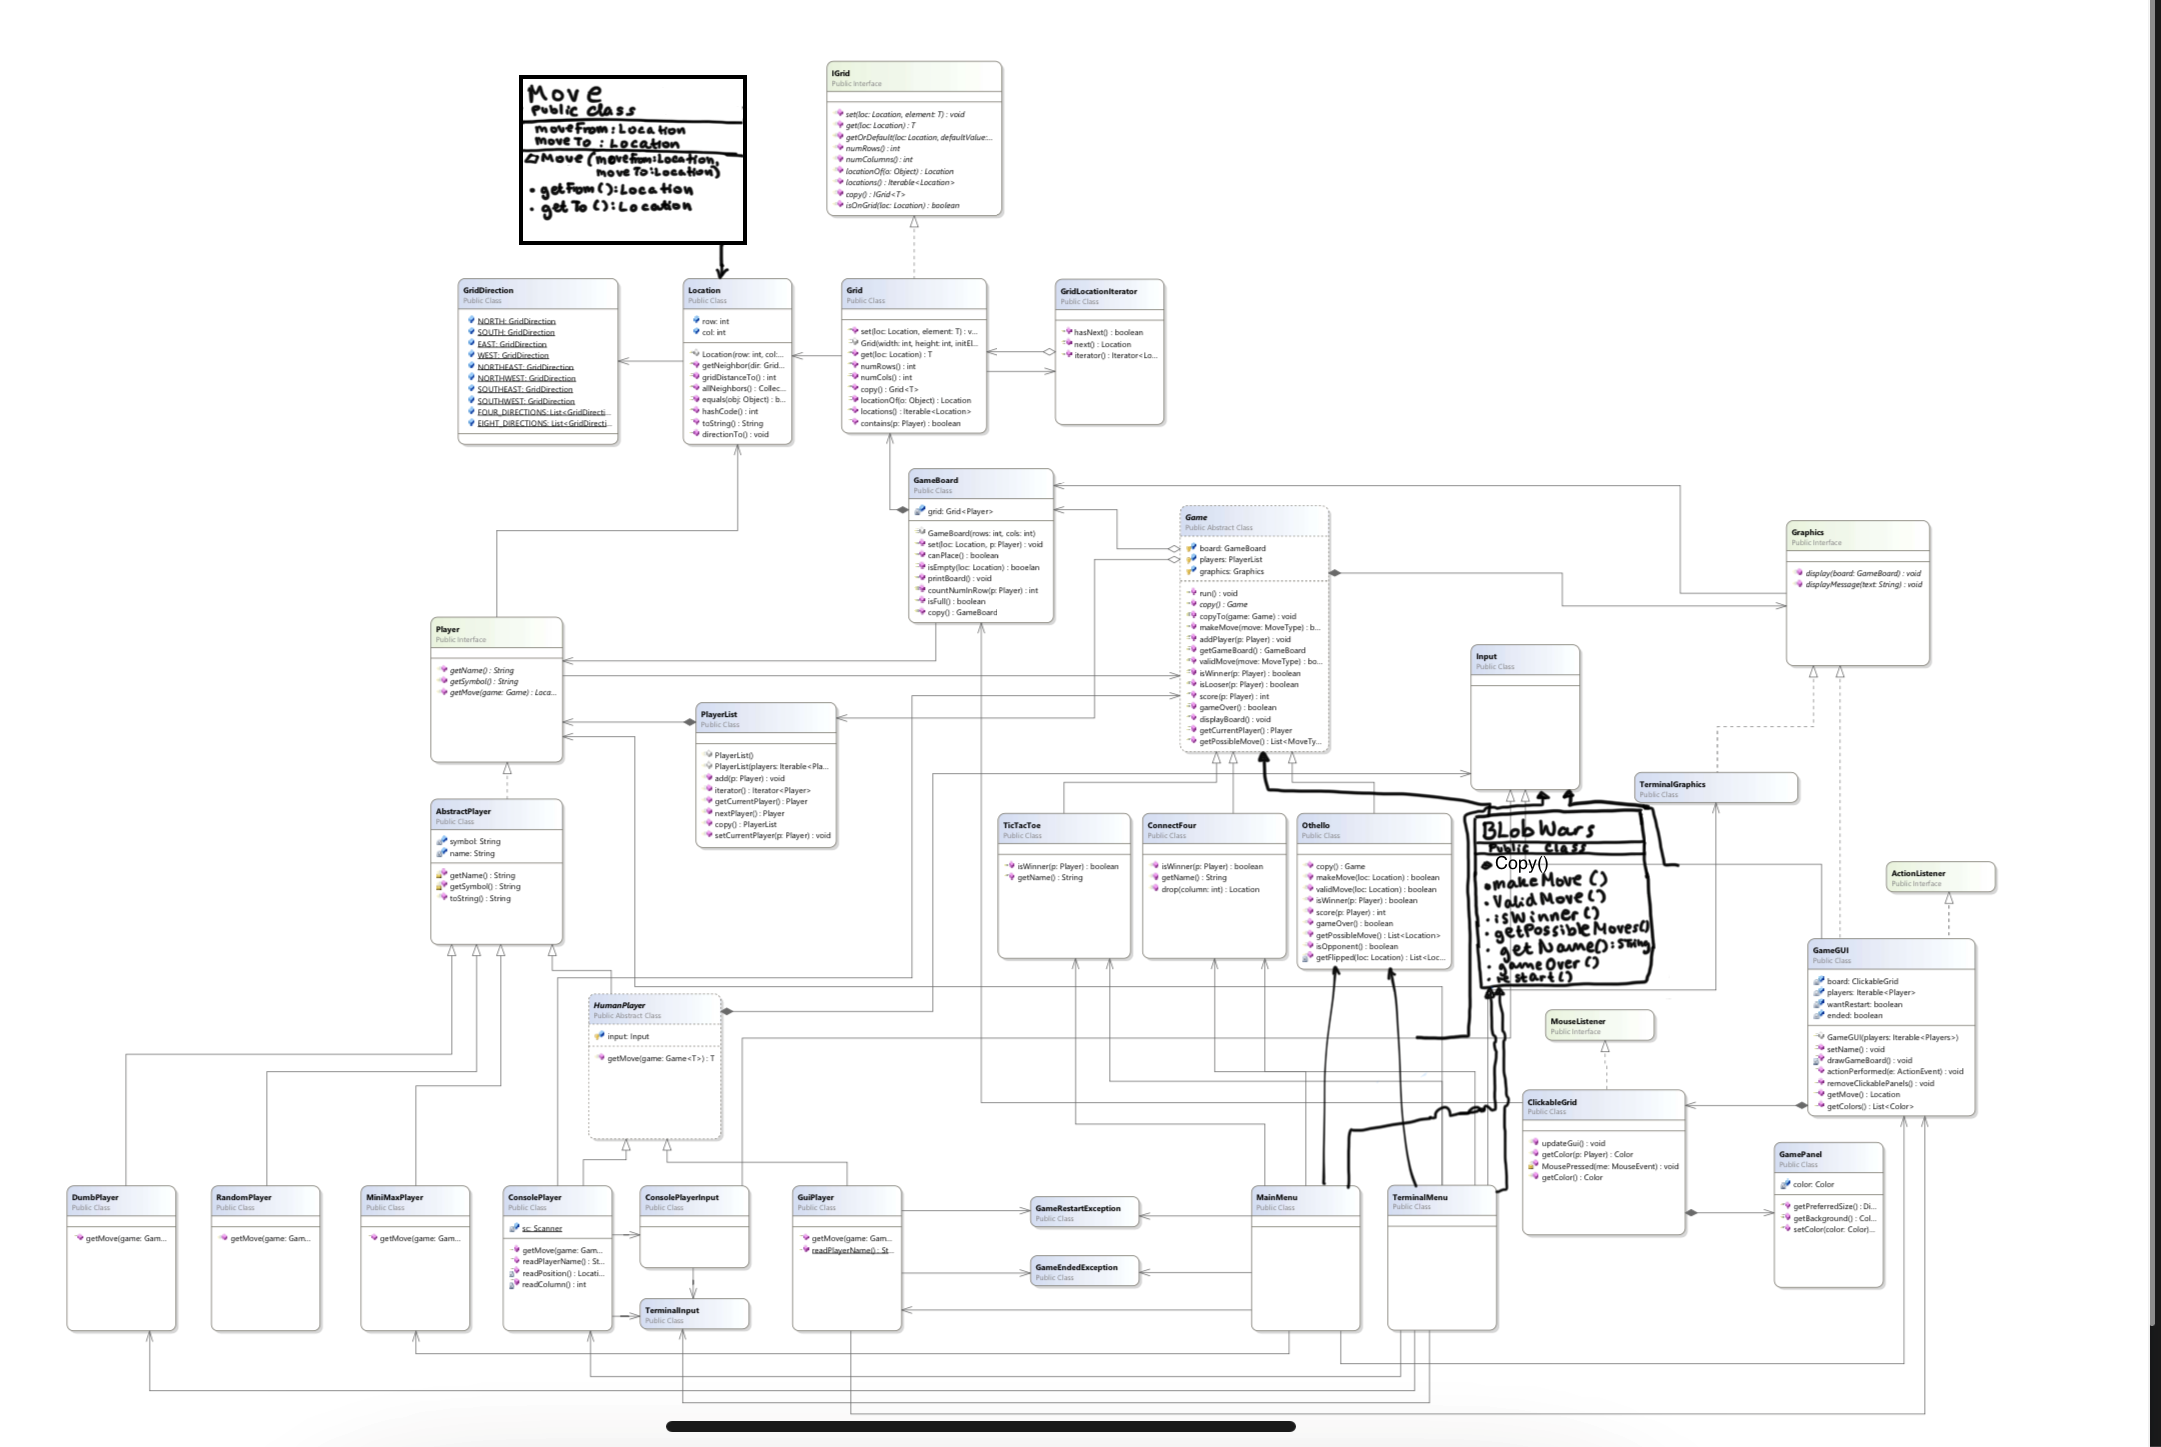 Move
Public class
movefrom: Location
move To : Location
Move (movefrom:Location,
move To:Location)
getFrom():Location
getTo():Location
IGrid
Public Interface
set(loc: Location, element: T) : void
get(loc: Location) : T
getOrDefault(loc: Location, defaultValue:...
numRows() : int
numColumns() : int
locationOf(o: Object) : Location
locations() : Iterable<Location>
copy() : IGrid<T>
isOnGrid(loc: Location) : boolean
GridDirection
Public Class
NORTH: GridDirection
SOUTH: GridDirection
EAST: GridDirection
WEST: GridDirection
NORTHEAST: GridDirection
NORTHWEST: GridDirection
SOUTHEAST: GridDirection
SOUTHWEST: GridDirection
FOUR_DIRECTIONS: List<GridDirecti...
EIGHT_DIRECTIONS: List<GridDirecti...
Location
Public Class
row: int
col: int
Location(row: int, col:...
getNeighbor(dir: Grid...
gridDistanceTo() : int
allNeighbors() : Collec...
equals(obj: Object) : b...
hashCode() : int
toString() : String
directionTo() : void
Grid
Public Class
set(loc: Location, element: T) : v...
Grid(width: int, height: int, initEl...
get(loc: Location) : T
numRows() : int
numCols() : int
copy() : Grid<T>
locationOf(o: Object) : Location
locations() : Iterable<Location>
contains(p: Player) : boolean
GridLocationIterator
Public Class
hasNext() : boolean
next() : Location
iterator() : Iterator<Lo...
GameBoard
Public Class
grid: Grid<Player>
GameBoard(rows: int, cols: int)
set(loc: Location, p: Player) : void
canPlace() : boolean
isEmpty(loc: Location) : booelan
printBoard() : void
countNumInRow(p: Player) : int
isFull() : boolean
copy() : GameBoard
Game
Public Abstract Class
board: GameBoard
players: PlayerList
graphics: Graphics
run() : void
copy() : Game
copyTo(game: Game) : void
makeMove(move: MoveType) : b...
addPlayer(p: Player) : void
getGameBoard() : GameBoard
validMove(move: MoveType) : bo...
isWinner(p: Player) : boolean
isLooser(p: Player) : boolean
score(p: Player) : int
gameOver() : boolean
displayBoard() : void
getCurrentPlayer() : Player
getPossibleMove() : List<MoveTy...
Graphics
Public Interface
display(board: GameBoard) : void
displayMessage(text: String) : void
Player
Public Interface
getName() : String
getSymbol() : String
getMove(game: Game) : Loca...
Input
Public Class
PlayerList
Public Class
PlayerList()
PlayerList(players: Iterable<Pla...
add(p: Player) : void
iterator() : Iterator<Player>
getCurrentPlayer() : Player
nextPlayer() : Player
copy() : PlayerList
setCurrentPlayer(p: Player) : void
TerminalGraphics
Public Class
AbstractPlayer
Public Class
symbol: String
name: String
getName() : String
getSymbol() : String
toString() : String
TicTacToe
Public Class
isWinner(p: Player) : boolean
getName() : String
ConnectFour
Public Class
isWinner(p: Player) : boolean
getName() : String
drop(column: int) : Location
Othello
Public Class
copy() : Game
makeMove(loc: Location) : boolean
validMove(loc: Location) : boolean
isWinner(p: Player) : boolean
score(p: Player) : int
gameOver() : boolean
getPossibleMove() : List<Location>
isOpponent() : boolean
getFlipped(loc: Location) : List<Loc...
BLobWars
Public class
Copy()
makeMove ()
ValidMove()
isWinner()
getPossibleMoves()
getName():String
gameOver()
start()
ActionListener
Public Interface
GameGUI
Public Class
board: ClickableGrid
players: Iterable<Player>
wantRestart: boolean
ended: boolean
GameGUI(players: Iterable<Players>)
setName() : void
drawGameBoard() : void
actionPerformed(e: ActionEvent) : void
removeClickablePanels() : void
getMove() : Location
getColors() : List<Color>
HumanPlayer
Public Abstract Class
input: Input
getMove(game: Game<T>) : T
MouseListener
Public Interface
ClickableGrid
Public Class
updateGui() : void
getColor(p: Player) : Color
MousePressed(me: MouseEvent) : void
getColor() : Color
GamePanel
Public Class
color: Color
getPreferredSize() : Di...
getBackground() : Col...
setColor(color: Color)...
DumbPlayer
Public Class
getMove(game: Gam...
RandomPlayer
Public Class
getMove(game: Gam...
MiniMaxPlayer
Public Class
getMove(game: Gam...
ConsolePlayer
Public Class
sc: Scanner
getMove(game: Gam...
readPlayerName() : St...
readPosition() : Locati...
readColumn() : int
ConsolePlayerInput
Public Class
TerminalInput
Public Class
GuiPlayer
Public Class
getMove(game: Gam...
readPlayerName() : St...
GameRestartException
Public Class
GameEndedException
Public Class
MainMenu
Public Class
TerminalMenu
Public Class